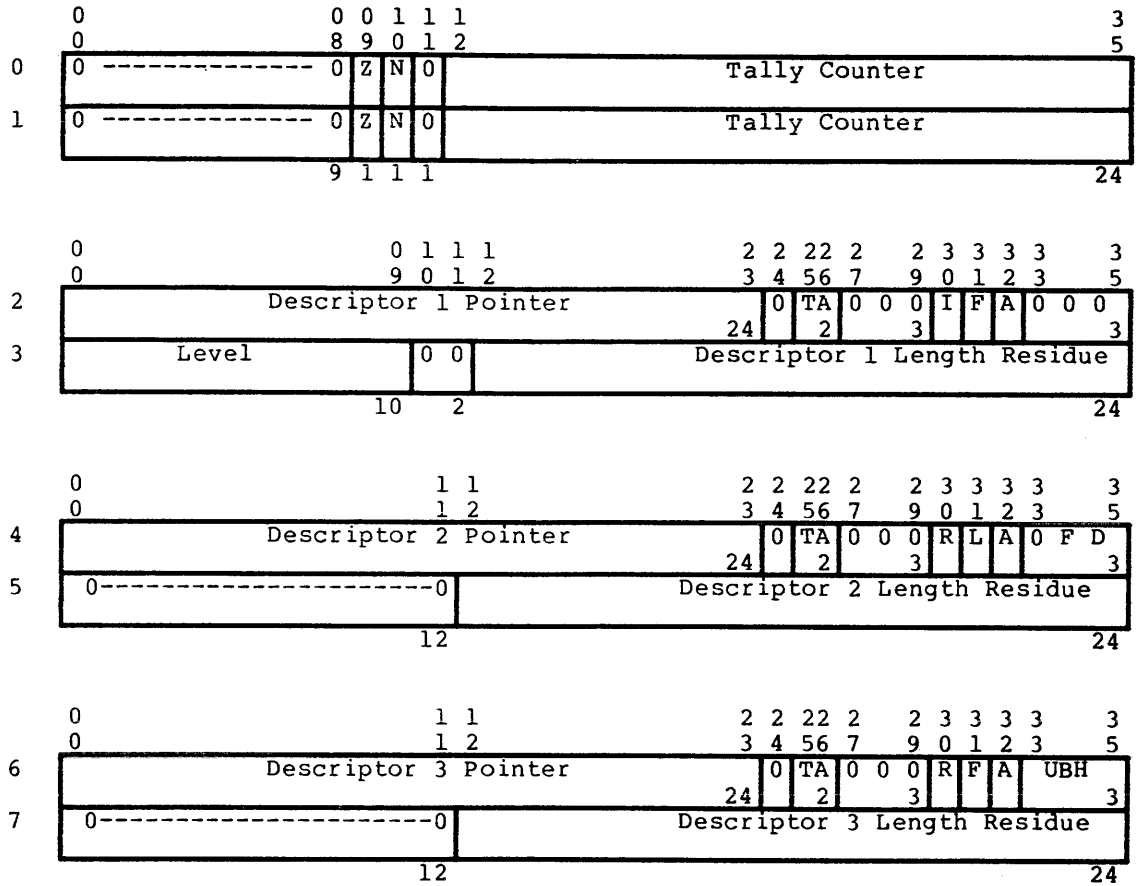 0 0 0 1 1 1 3
0 8 9 0 1 2 5
0 0 ---------------- 0 Z N 0 Tally Counter
1 0 ---------------- 0 Z N 0 Tally Counter
9 1 1 1 24
0 0 1 1 1 2 2 22 2 2 3 3 3 3 3
0 9 0 1 2 3 4 56 7 9 0 1 2 3 5
2 Descriptor 1 Pointer 0 TA 0 0 0 I F A 0 0 0
24 2 3 3
3 Level 0 0 Descriptor 1 Length Residue
10 2 24
0 1 1 2 2 22 2 2 3 3 3 3 3
0 1 2 3 4 56 7 9 0 1 2 3 5
4 Descriptor 2 Pointer 0 TA 0 0 0 R L A 0 F D
24 2 3 3
5 0-------------------------0 Descriptor 2 Length Residue
12 24
0 1 1 2 2 22 2 2 3 3 3 3 3
0 1 2 3 4 56 7 9 0 1 2 3 5
6 Descriptor 3 Pointer 0 TA 0 0 0 R F A UBH
24 2 3 3
7 0-------------------------0 Descriptor 3 Length Residue
12 24